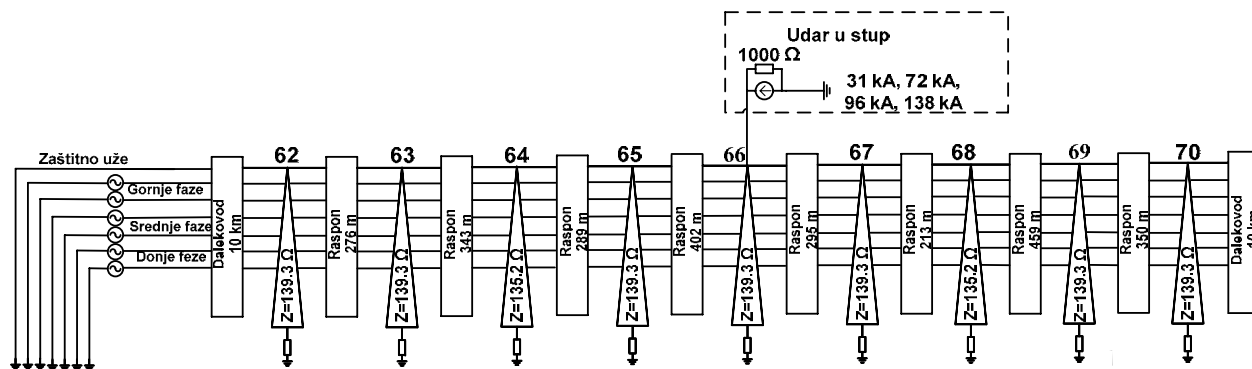 Udar u stup
1000 Ω
31 kA, 72 kA,
96 kA, 138 kA
Zaštitno uže
Gornje faze
Srednje faze
Donje feze
Dalekovod
10 km
62
Z=139.3 Ω
Raspon
276 m
63
Z=139.3 Ω
Raspon
343 m
64
Z=135.2 Ω
Raspon
289 m
65
Z=139.3 Ω
Raspon
402 m
66
Z=139.3 Ω
Raspon
295 m
67
Z=139.3 Ω
Raspon
213 m
68
Z=135.2 Ω
Raspon
459 m
69
Z=139.3 Ω
Raspon
350 m
70
Z=139.3 Ω
Dalekovod